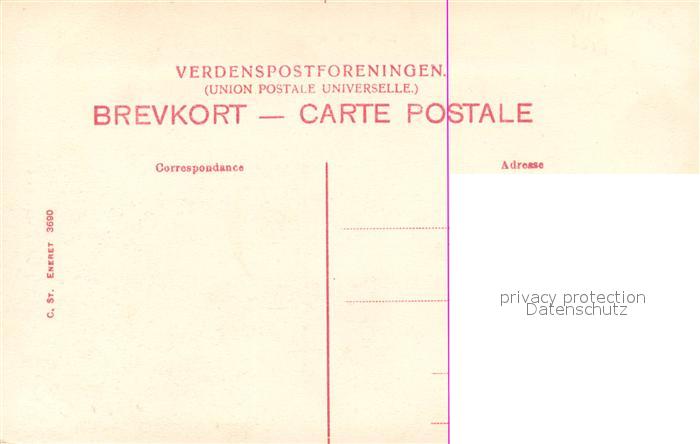 VERDENSPOSTFORENINGEN.
(UNION POSTALE UNIVERSELLE.)
BREVKORT — CARTE POSTALE
Correspondance
Adresse
C. ST. ENERET 3690
privacy protection
Datenschutz